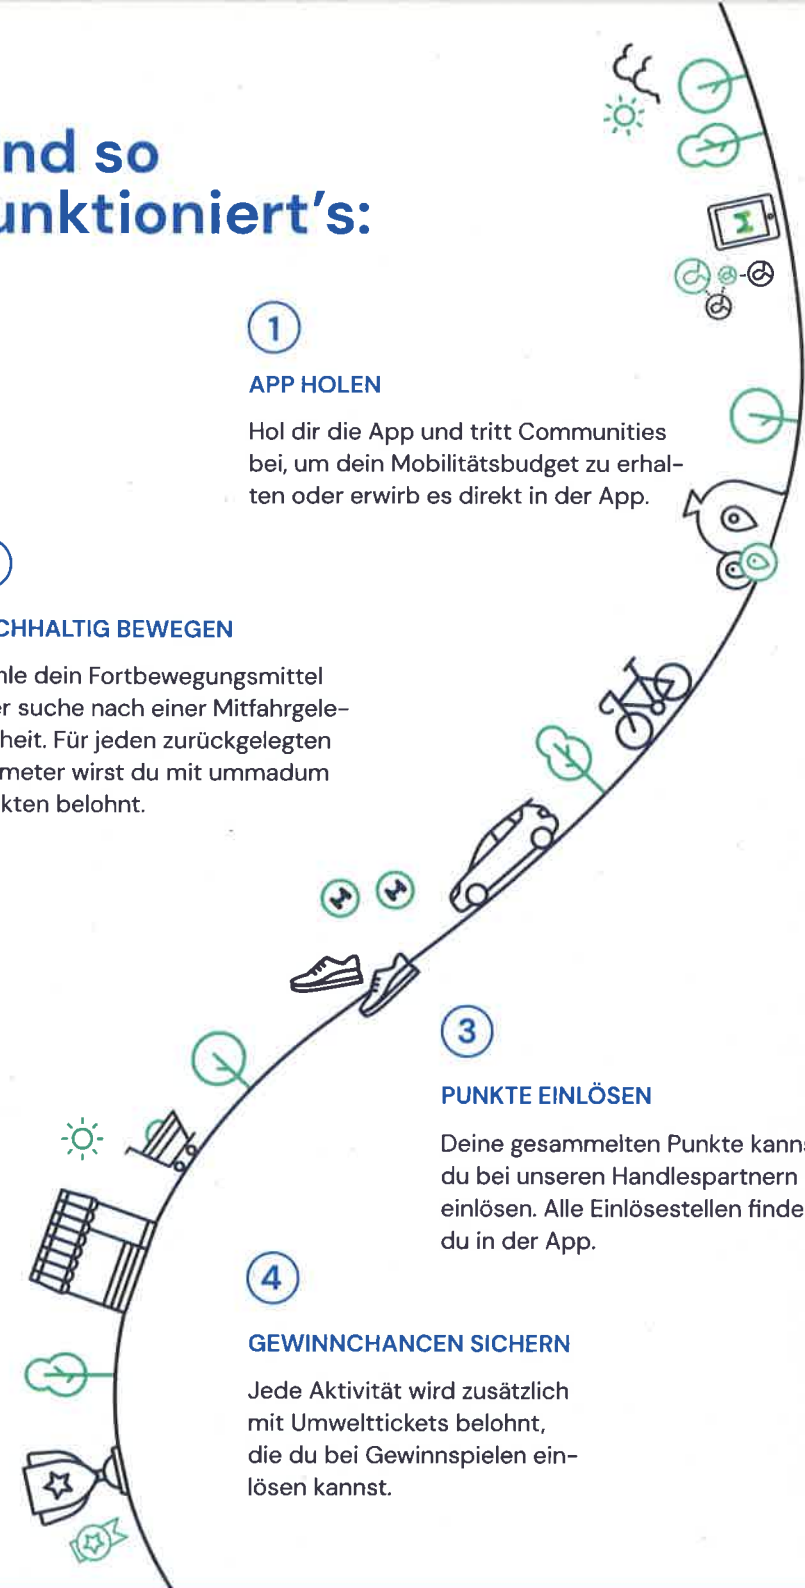 nd so
unktioniert's:
1
APP HOLEN
Hol dir die App und tritt Communities
bei, um dein Mobilitätsbudget zu erhal-
ten oder erwirb es direkt in der App.
CHHALTIG BEWEGEN
hle dein Fortbewegungsmittel
er suche nach einer Mitfahrgele-
heit. Für jeden zurückgelegten
meter wirst du mit ummadum
kten belohnt.
3
PUNKTE EINLÖSEN
Deine gesammelten Punkte kanns
du bei unseren Handlespartnern
einlösen. Alle Einlösestellen finde
du in der App.
4
GEWINNCHANCEN SICHERN
Jede Aktivität wird zusätzlich
mit Umwelttickets belohnt,
die du bei Gewinnspielen ein-
lösen kannst.